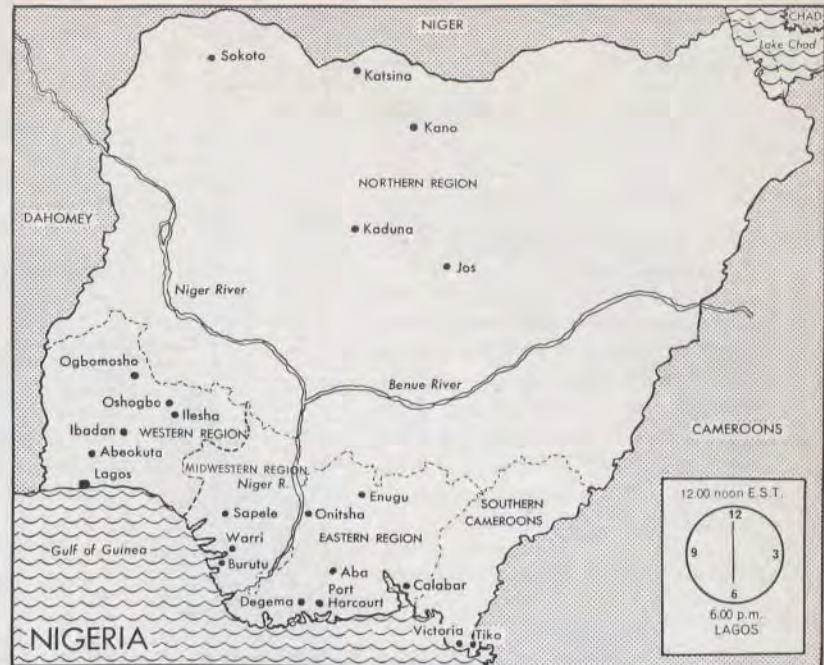 NIGER
CHAD
Lake Chad
Sokoto
Katsina
Kano
NORTHERN REGION
DAHOMEY
Kaduna
Jos
Niger River
Ogbomosho
Benue River
Oshogbo
Ilesha
Ibadan
WESTERN REGION
CAMEROONS
Abeokuta
MIDWESTERN REGION
Lagos
Niger R.
Enugu
SOUTHERN
CAMEROONS
Sapele
Onitsha
EASTERN REGION
Gulf of Guinea
Warri
Burutu
Aba
Calabar
Port
Harcourt
Degema
Victoria
Tiko
NIGERIA
12.00 noon E.S.T.
12
9
3
6
6.00 p.m.
LAGOS